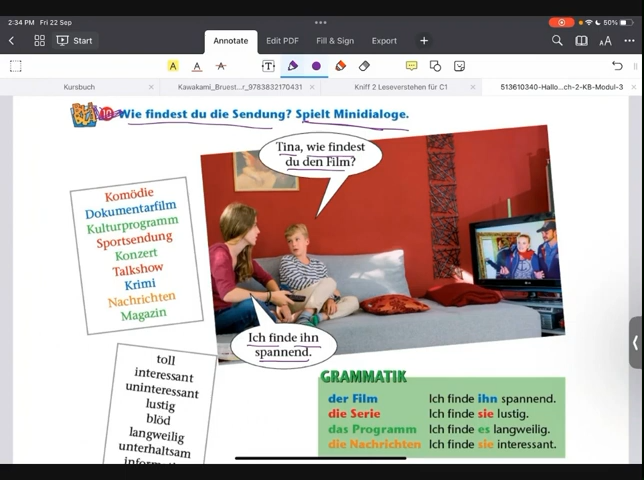 2:34 PM Fri 22 Sep
50%
Start
Annotate
Edit PDF
Fill & Sign
Export
Kursbuch
Kawakami_Bruest...r_9783832170431
Kniff 2 Leseverstehen für C1
513610340-Hallo...ch-2-KB-Modul-3
Wie findest du die Sendung? Spielt Minidialoge.
Tina, wie findest
du den Film?
Komödie
Dokumentarfilm
Kulturprogramm
Sportsendung
Konzert
Talkshow
Krimi
Nachrichten
Magazin
Ich finde ihn
spannend.
toll
interessant
uninteressant
lustig
blöd
langweilig
unterhaltsam
GRAMMATIK
der Film Ich finde ihn spannend.
die Serie Ich finde sie lustig.
das Programm Ich finde es langweilig.
die Nachrichten Ich finde sie interessant.